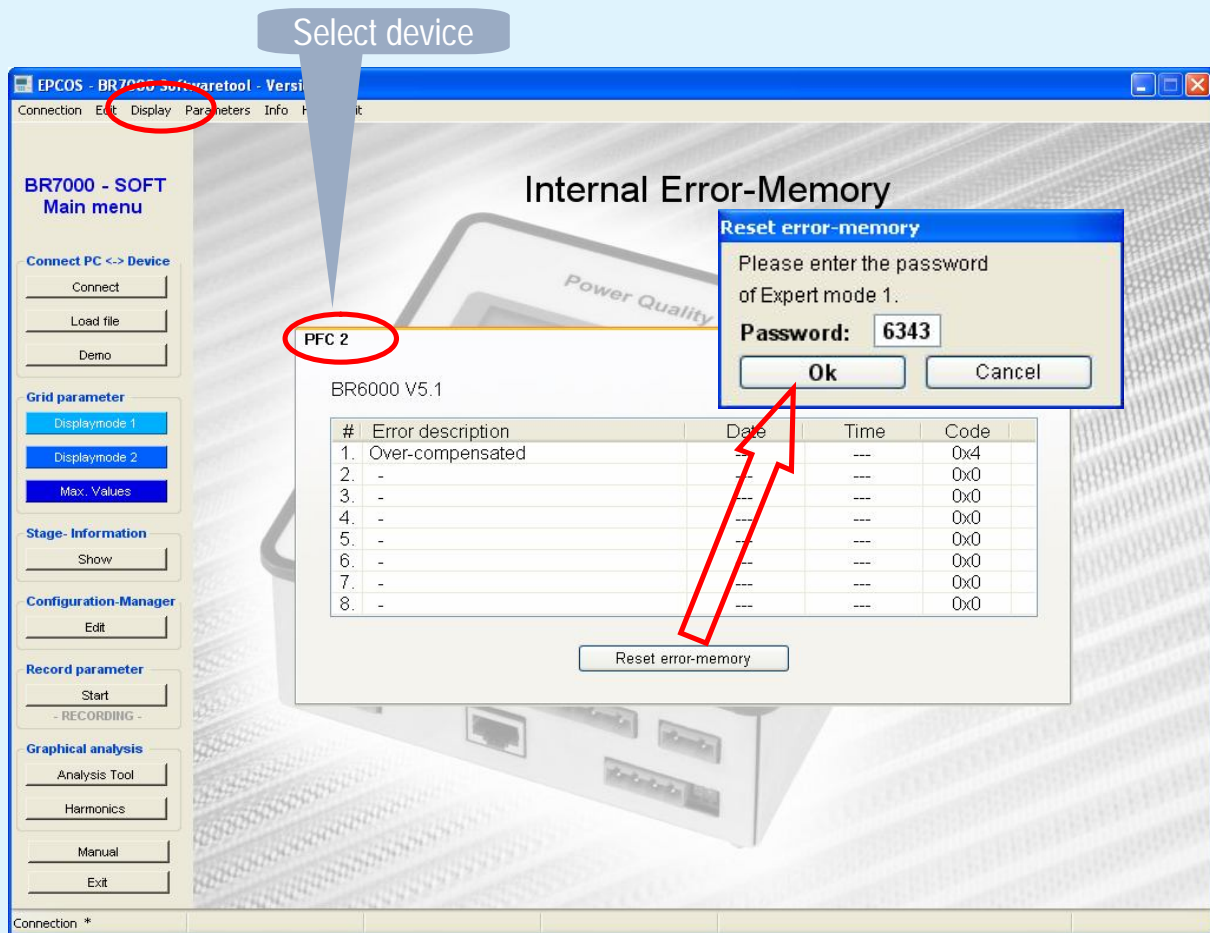 Select device
EPCOS - BR7000 Softwaretool - Versi
Connection Edit Display Parameters Info H it
BR7000 - SOFT
Main menu
Connect PC <-> Device
Connect
Load file
Demo
Grid parameter
Displaymode 1
Displaymode 2
Max. Values
Stage- Information
Show
Configuration-Manager
Edit
Record parameter
Start
- RECORDING -
Graphical analysis
Analysis Tool
Harmonics
Manual
Exit
Internal Error-Memory
Power Quality
Reset error-memory
Please enter the password
of Expert mode 1.
Password: 6343
Ok Cancel
PFC 2
BR6000 V5.1
# Error description Date Time Code
1. Over-compensated --- --- 0x4
2. - --- --- 0x0
3. - --- --- 0x0
4. - --- --- 0x0
5. - --- --- 0x0
6. - --- --- 0x0
7. - --- --- 0x0
8. - --- --- 0x0
Reset error-memory
Connection *